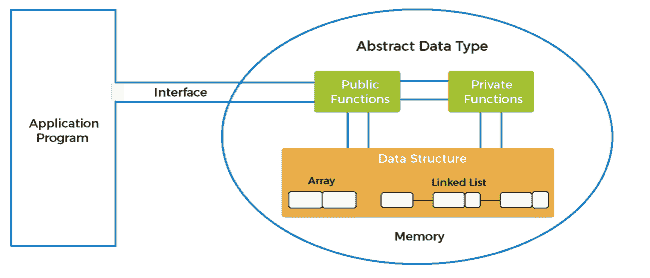 Abstract Data Type
Application
Program
Interface
Public
Functions
Private
Functions
Data Structure
Array
Linked List
Memory